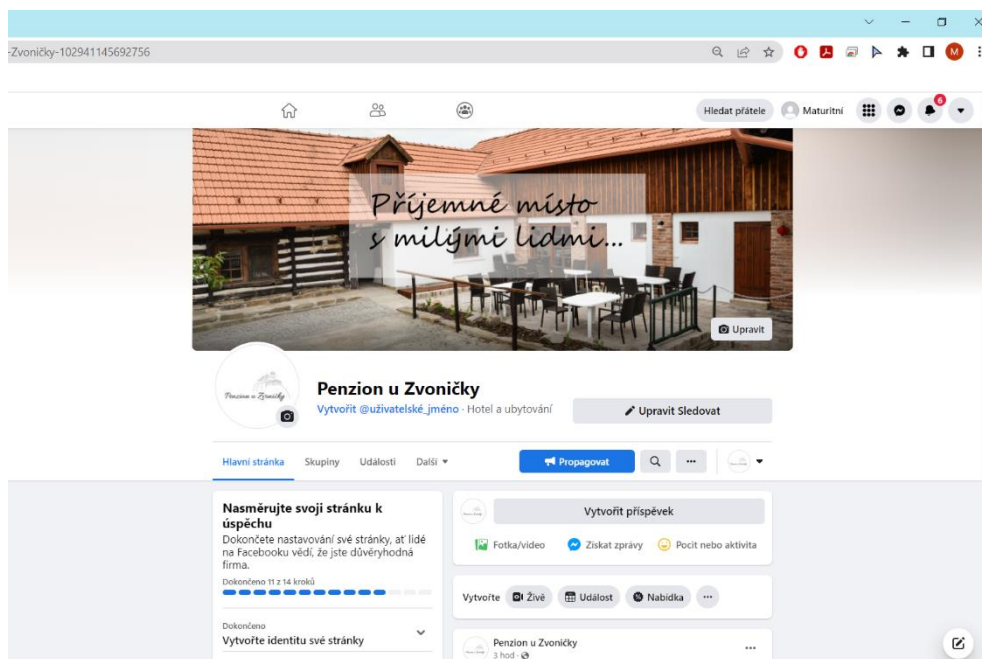 -Zvoničky-102941145692756
M
Hledat přátele
Maturitní
6
Příjemné místo
s milými lidmi...
Upravit
Penzion u Zvoničky
Penzion u Zvoničky
Vytvořit @uživatelské_jméno · Hotel a ubytování
Upravit Sledovat
Hlavní stránka
Skupiny
Události
Další
Propagovat
Nasměrujte svoji stránku k
úspěchu
Dokončete nastavování své stránky, ať lidé
na Facebooku vědí, že jste důvěryhodná
firma.
Dokončeno 11 z 14 kroků
Dokončeno
Vytvořte identitu své stránky
Vytvořit příspěvek
Fotka/video
Získat zprávy
Pocit nebo aktivita
Vytvořte
Živě
Událost
Nabídka
Penzion u Zvoničky
3 hod ·